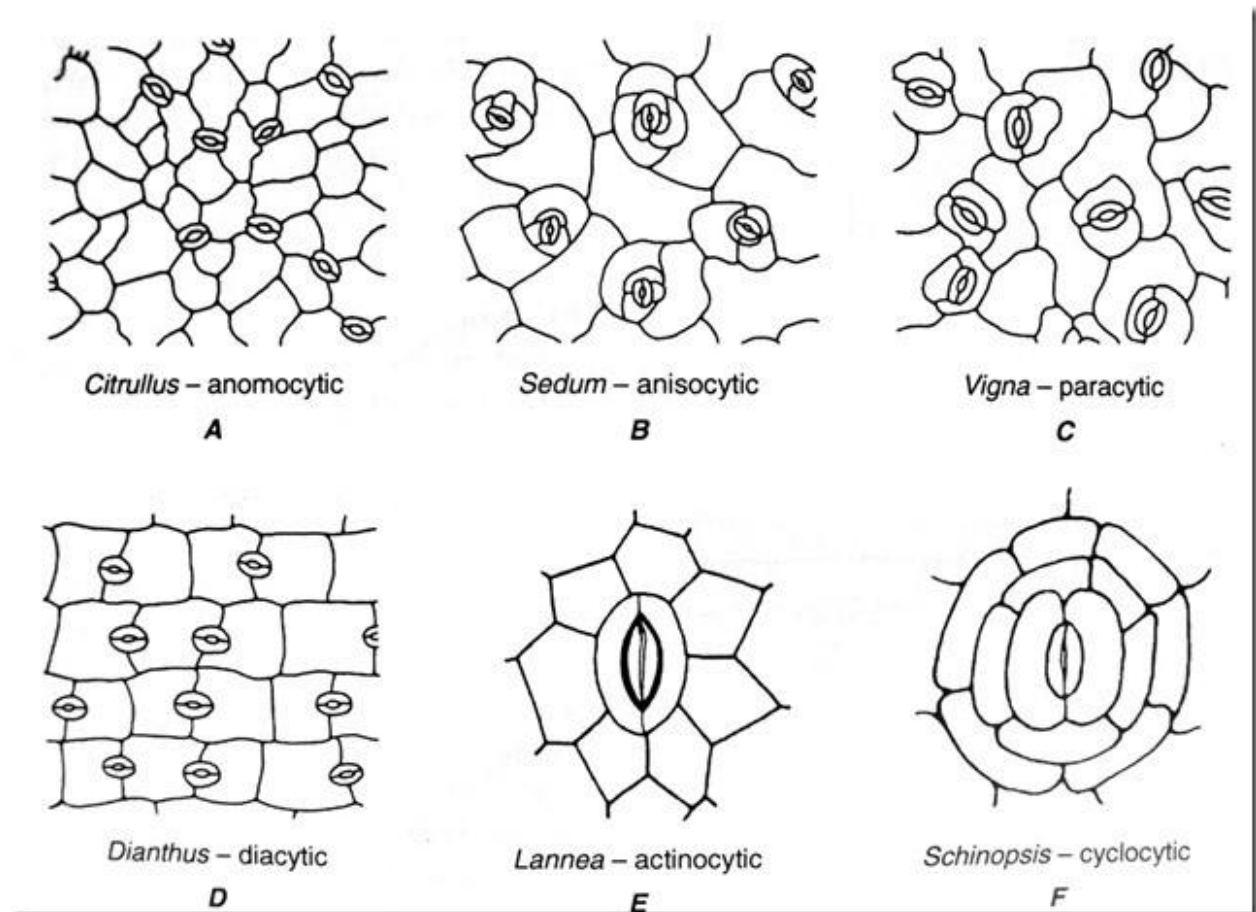 Citrullus – anomocytic
A
Sedum – anisocytic
B
Vigna – paracytic
C
Dianthus – diacytic
D
Lannea – actinocytic
E
Schinopsis – cyclocytic
F